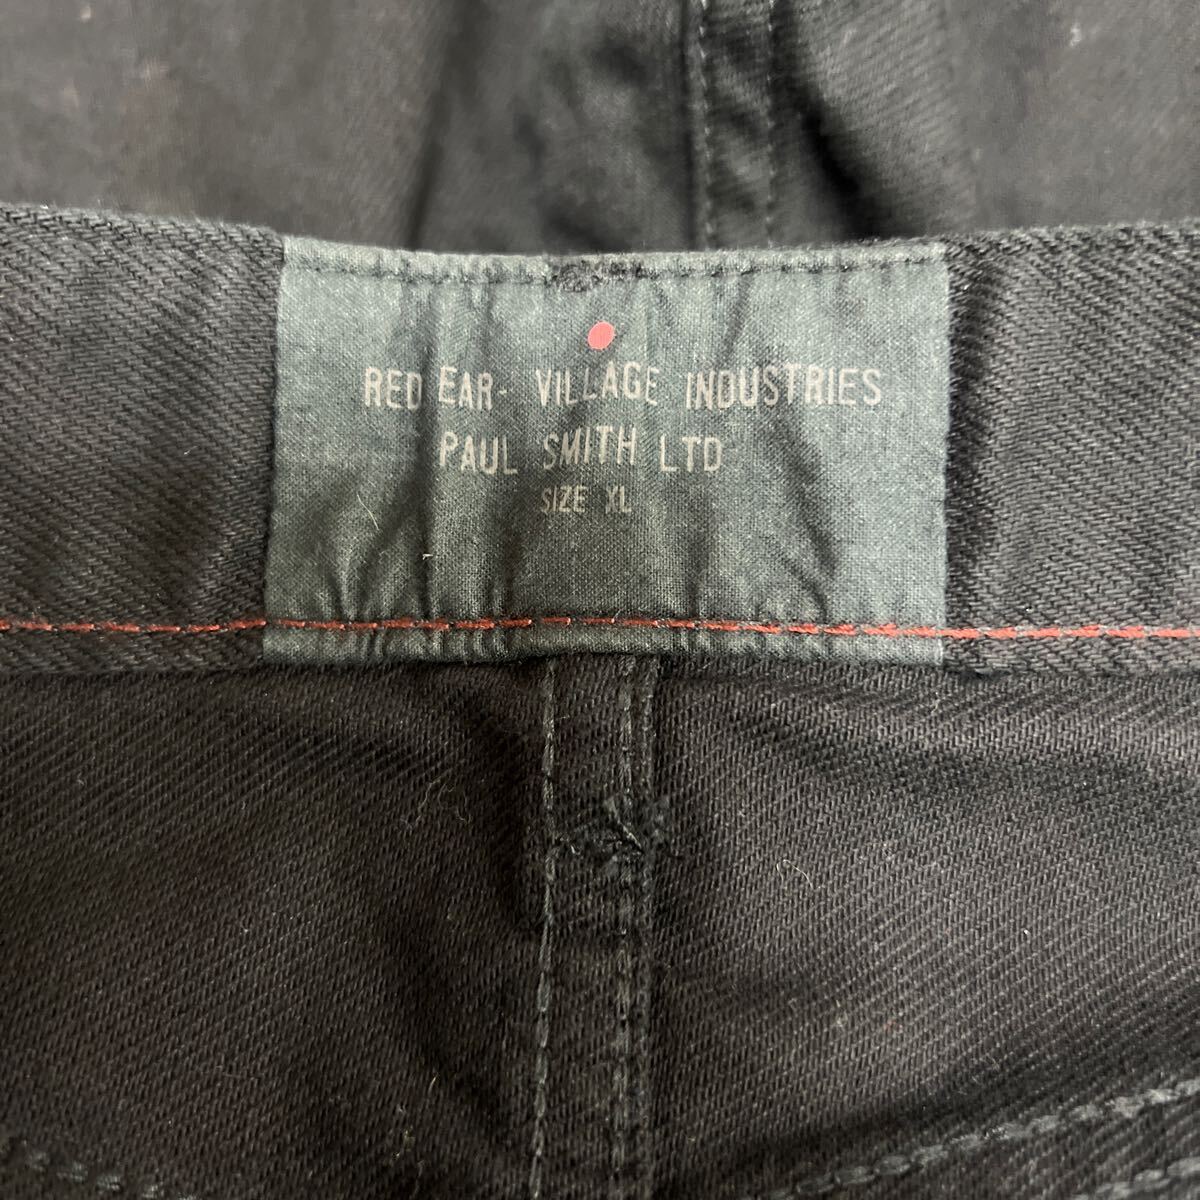 RED EAR- VILLAGE INDUSTRIES
PAUL SMITH LTD
SIZE XL